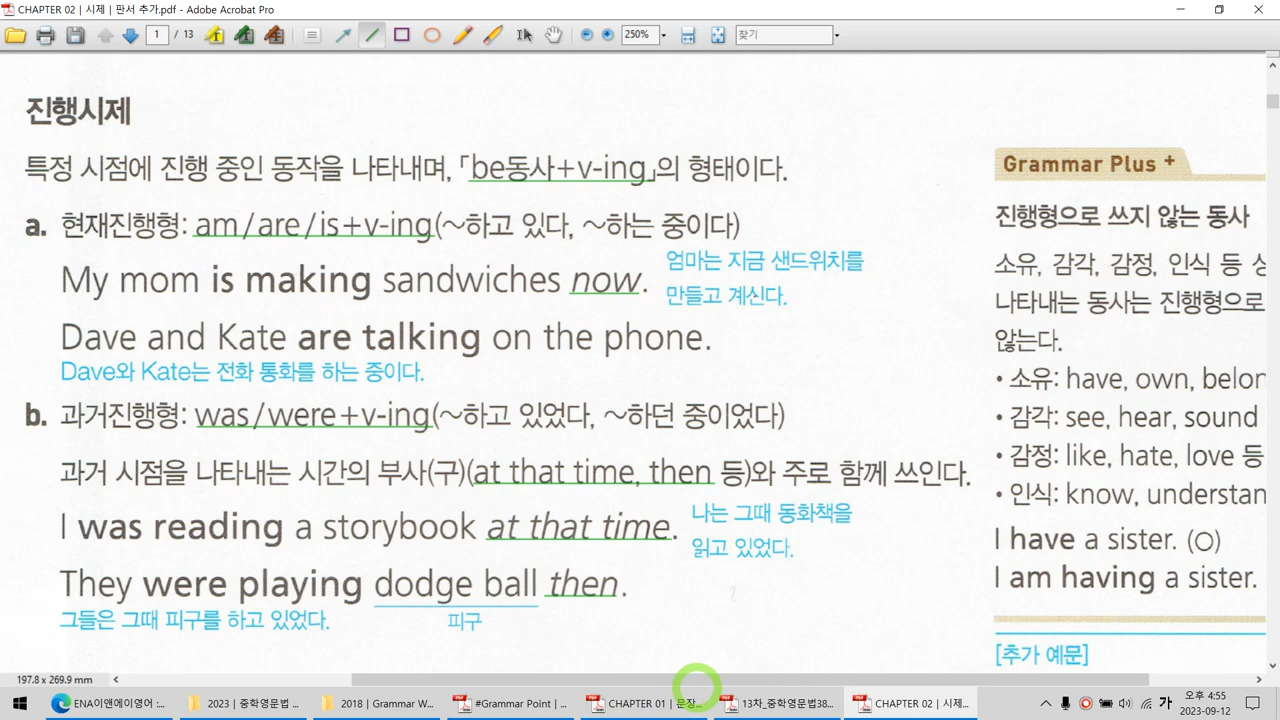 CHAPTER 02 | 시제 | 판서 추가.pdf - Adobe Acrobat Pro
1 / 13
250%
찾기
진행시제
특정 시점에 진행 중인 동작을 나타내며, 「be동사+v-ing」의 형태이다.
a. 현재진행형: am/are/is+v-ing(~하고 있다, ~하는 중이다)
My mom is making sandwiches now.
엄마는 지금 샌드위치를
만들고 계신다.
Dave and Kate are talking on the phone.
Dave와 Kate는 전화 통화를 하는 중이다.
b. 과거진행형: was/were+v-ing(~하고 있었다, ~하던 중이었다)
과거 시점을 나타내는 시간의 부사(구)(at that time, then 등)와 주로 함께 쓰인다.
I was reading a storybook at that time.
나는 그때 동화책을
읽고 있었다.
They were playing dodge ball then.
그들은 그때 피구를 하고 있었다.
피구
Grammar Plus +
진행형으로 쓰지 않는 동사
소유, 감각, 감정, 인식 등 상
나타내는 동사는 진행형으로
않는다.
• 소유: have, own, belon
• 감각: see, hear, sound
• 감정: like, hate, love 등
• 인식: know, understan
I have a sister. (O)
I am having a sister.
[추가 예문]
197.8 x 269.9 mm
ENA이앤에이영어 :...
2023 | 중학영문법 ...
2018 | Grammar W...
#Grammar Point | ...
CHAPTER 01 | 문장...
13차_중학영문법38...
CHAPTER 02 | 시제...
가
오후 4:55
2023-09-12